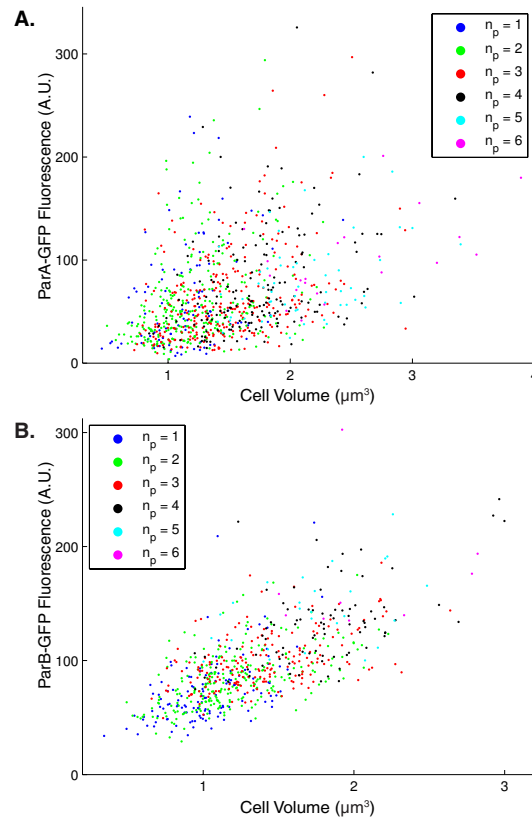 A.
300
200
100
0
ParA-GFP Fluorescence (A.U.)
n_p = 1
n_p = 2
n_p = 3
n_p = 4
n_p = 5
n_p = 6
1
2
3
4
Cell Volume (µm³)
B.
300
200
100
0
ParB-GFP Fluorescence (A.U.)
n_p = 1
n_p = 2
n_p = 3
n_p = 4
n_p = 5
n_p = 6
1
2
3
Cell Volume (µm³)